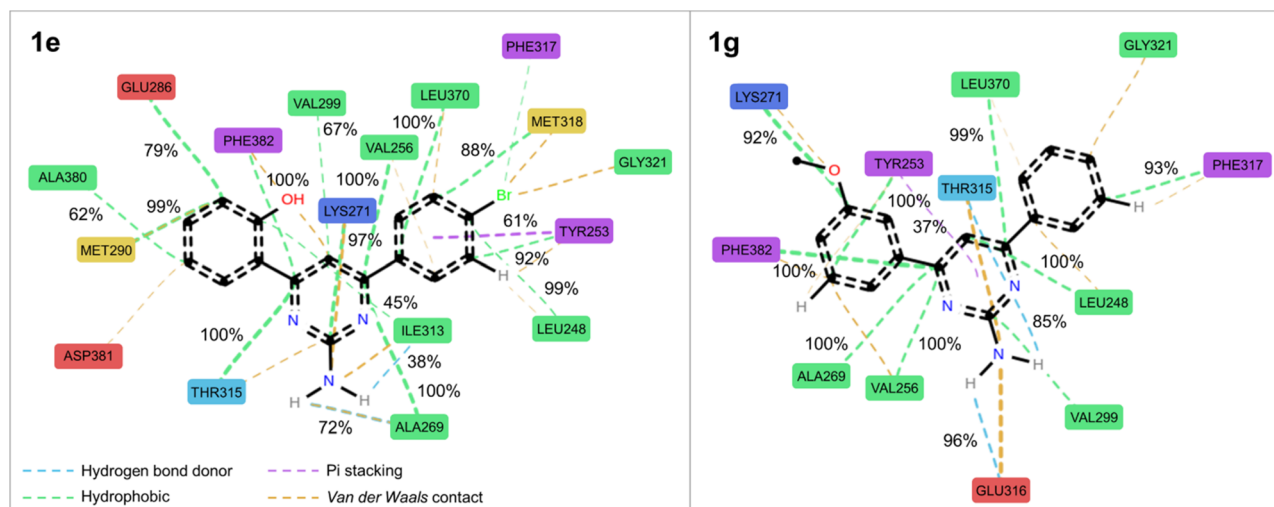 1e
PHE317
GLU286
VAL299
LEU370
67%
100%
MET318
PHE382
VAL256
79%
88%
GLY321
ALA380
100%
100%
OH
Br
99%
LYS271
62%
61%
TYR253
MET290
97%
92%
H
99%
45%
N
N
ILE313
LEU248
100%
ASP381
38%
THR315
N
100%
H
H
ALA269
72%
Hydrogen bond donor
Pi stacking
Hydrophobic
Van der Waals contact
1g
GLY321
LEU370
LYS271
92%
99%
O
TYR253
PHE317
93%
THR315
100%
H
37%
PHE382
100%
100%
N
H
N
LEU248
85%
100%
100%
N
H
ALA269
H
VAL256
VAL299
96%
GLU316